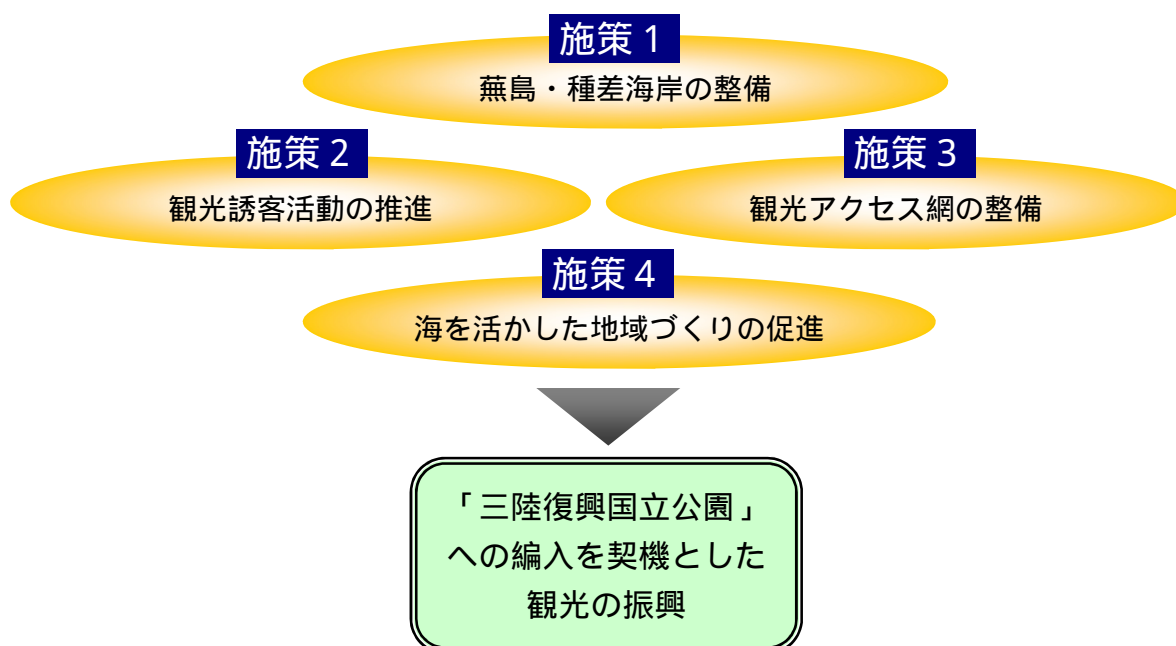 施策1
蕪島・種差海岸の整備
施策2
観光誘客活動の推進
施策3
観光アクセス網の整備
施策4
海を活かした地域づくりの促進
「三陸復興国立公園」
への編入を契機とした
観光の振興